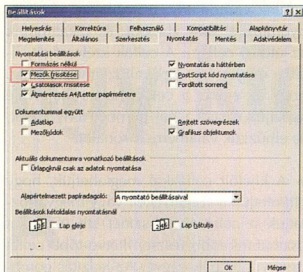 Beállítások
Helyesírás Korrektúra Felhasználó Kompatibilitás Alapkönyvtár
Megjelenítés Általános Szerkesztés Nyomtatás Mentés Adatvédelem
Nyomtatási beállítások
Formázás nélkül
Mezők frissítése
Csatolások frissítése
Átméretezés A4/Letter papírméretre
Nyomtatás a háttérben
PostScript kód nyomtatása
Fordított sorrend
Dokumentummal együtt
Adatlap
Mezőkódok
Rejtett szövegrészek
Grafikus objektumok
Aktuális dokumentumra vonatkozó beállítások
Űrlapoknál csak az adatok nyomtatása
Alapértelmezett papíradagoló: A nyomtató beállításaival
Beállítások kétoldalas nyomtatásnál
Lap eleje Lap hátulja
OK Mégse